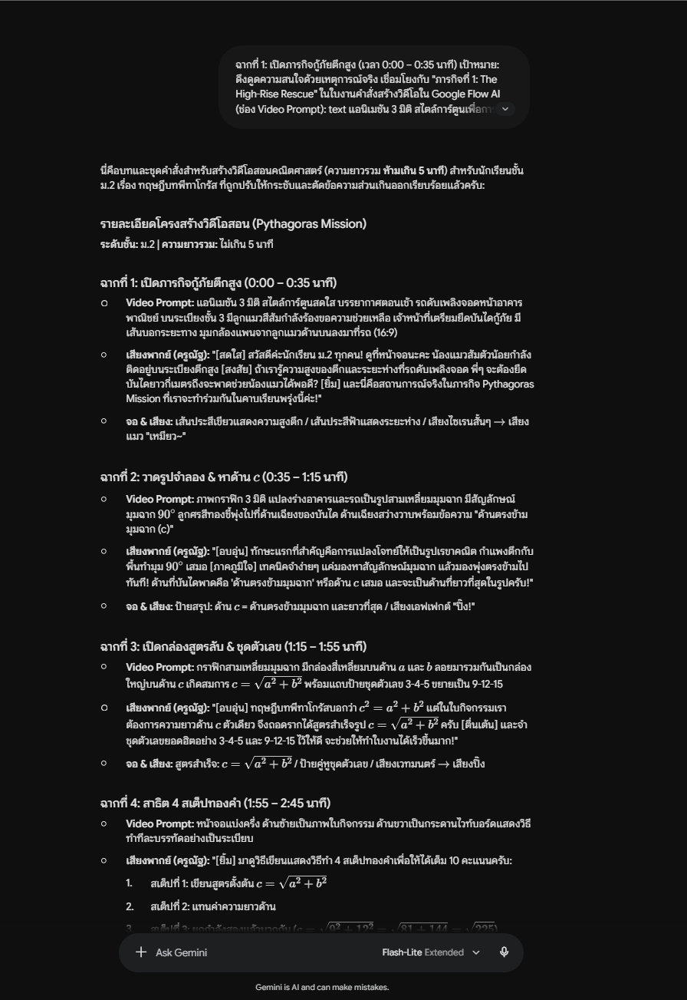 ฉากที่ 1: เปิดภารกิจกู้ภัยตึกสูง (เวลา 0:00 – 0:35 นาที) เป้าหมาย:
ดึงดูดความสนใจด้วยเหตุการณ์จริง เชื่อมโยงกับ "ภารกิจที่ 1: The
High-Rise Rescue" ในใบงานคำสั่งสร้างวิดีโอใน Google Flow AI
(ช่อง Video Prompt): text แอนิเมชัน 3 มิติ สไตล์การ์ตูนเพื่อการ
นี่คือบทและชุดคำสั่งสำหรับสร้างวิดีโอสอนคณิตศาสตร์ (ความยาวรวม ห้ามเกิน 5 นาที) สำหรับนักเรียนชั้น
ม.2 เรื่อง ทฤษฎีบทพีทาโกรัส ที่ถูกปรับให้กระชับและตัดข้อความส่วนเกินออกเรียบร้อยแล้วครับ:
รายละเอียดโครงสร้างวิดีโอสอน (Pythagoras Mission)
ระดับชั้น: ม.2 | ความยาวรวม: ไม่เกิน 5 นาที
ฉากที่ 1: เปิดภารกิจกู้ภัยตึกสูง (0:00 – 0:35 นาที)
Video Prompt: แอนิเมชัน 3 มิติ สไตล์การ์ตูนสดใส บรรยากาศตอนเช้า รถดับเพลิงจอดหน้าอาคาร
พาณิชย์ บนระเบียงชั้น 3 มีลูกแมวสีส้มกำลังร้องขอความช่วยเหลือ เจ้าหน้าที่เตรียมยืดบันไดกู้ภัย มี
เส้นบอกระยะทาง มุมกล้องแพนจากลูกแมวด้านบนลงมาที่รถ (16:9)
เสียงพากย์ (ครูณัฐ): "[สดใส] สวัสดีค่ะนักเรียน ม.2 ทุกคน! ดูที่หน้าจอนะคะ น้องแมวส้มตัวน้อยกำลัง
ติดอยู่บนระเบียงตึกสูง [สงสัย] ถ้าเรารู้ความสูงของตึกและระยะห่างที่รถดับเพลิงจอด พี่ๆ จะต้องยืด
บันไดยาวกี่เมตรถึงจะพาดช่วยน้องแมวได้พอดี? [ยิ้ม] และนี่คือสถานการณ์จริงในภารกิจ Pythagoras
Mission ที่เราจะทำร่วมกันในคาบเรียนพรุ่งนี้ค่ะ!"
จอ & เสียง: เส้นประสีเขียวแสดงความสูงตึก / เส้นประสีฟ้าแสดงระยะห่าง / เสียงไซเรนสั้นๆ → เสียง
แมว "เหมียว~"
ฉากที่ 2: วาดรูปจำลอง & หาด้าน c (0:35 – 1:15 นาที)
Video Prompt: ภาพกราฟิก 3 มิติ แปลงร่างอาคารและรถเป็นรูปสามเหลี่ยมมุมฉาก มีสัญลักษณ์
มุมฉาก 90° ลูกศรสีทองชี้พุ่งไปที่ด้านเฉียงของบันได ด้านเฉียงสว่างวาบพร้อมข้อความ "ด้านตรงข้าม
มุมฉาก (c)"
เสียงพากย์ (ครูณัฐ): "[อบอุ่น] ทักษะแรกที่สำคัญคือการแปลงโจทย์ให้เป็นรูปเรขาคณิต กำแพงตึกกับ
พื้นทำมุม 90° เสมอ [ภาคภูมิใจ] เทคนิคจำง่ายๆ แค่มองหาสัญลักษณ์มุมฉาก แล้วมองพุ่งตรงข้ามไป
ทันที! ด้านที่บันไดพาดคือ 'ด้านตรงข้ามมุมฉาก' หรือด้าน c เสมอ และจะเป็นด้านที่ยาวที่สุดในรูปครับ!"
จอ & เสียง: ป้ายสรุป: ด้าน c = ด้านตรงข้ามมุมฉาก และยาวที่สุด / เสียงเอฟเฟกต์ "ปิ๊ง!"
ฉากที่ 3: เปิดกล่องสูตรลับ & ชุดตัวเลข (1:15 – 1:55 นาที)
Video Prompt: กราฟิกสามเหลี่ยมมุมฉาก มีกล่องสี่เหลี่ยมบนด้าน a และ b ลอยมารวมกันเป็นกล่อง
ใหญ่บนด้าน c เกิดสมการ c = √(a² + b²) พร้อมแถบป้ายชุดตัวเลข 3-4-5 ขยายเป็น 9-12-15
เสียงพากย์ (ครูณัฐ): "[อบอุ่น] ทฤษฎีบทพีทาโกรัสบอกว่า c² = a² + b² แต่ในใบกิจกรรมเรา
ต้องการความยาวด้าน c ตัวเดียว จึงถอดรากได้สูตรสำเร็จรูป c = √(a² + b²) ครับ [ตื่นเต้น] และจำ
ชุดตัวเลขยอดฮิตอย่าง 3-4-5 และ 9-12-15 ไว้ให้ดี จะช่วยให้ทำใบงานได้เร็วขึ้นมาก!"
จอ & เสียง: สูตรสำเร็จ: c = √(a² + b²) / ป้ายคู่หูชุดตัวเลข / เสียงเวทมนตร์ → เสียงปิ๊ง
ฉากที่ 4: สาธิต 4 สเต็ปทองคำ (1:55 – 2:45 นาที)
Video Prompt: หน้าจอแบ่งครึ่ง ด้านซ้ายเป็นภาพใบกิจกรรม ด้านขวาเป็นกระดานไวท์บอร์ดแสดงวิธี
ทำทีละบรรทัดอย่างเป็นระเบียบ
เสียงพากย์ (ครูณัฐ): "[ยิ้ม] มาดูวิธีเขียนแสดงวิธีทำ 4 สเต็ปทองคำเพื่อให้ได้เต็ม 10 คะแนนครับ:
1. สเต็ปที่ 1: เขียนสูตรตั้งต้น c = √(a² + b²)
2. สเต็ปที่ 2: แทนค่าความยาวด้าน
3. สเต็ปที่ 3: ยกกำลังสองแล้วบวกกัน (c = √(9² + 12²) = √(81 + 144) = √225)
Ask Gemini
Flash-Lite Extended
Gemini is AI and can make mistakes.